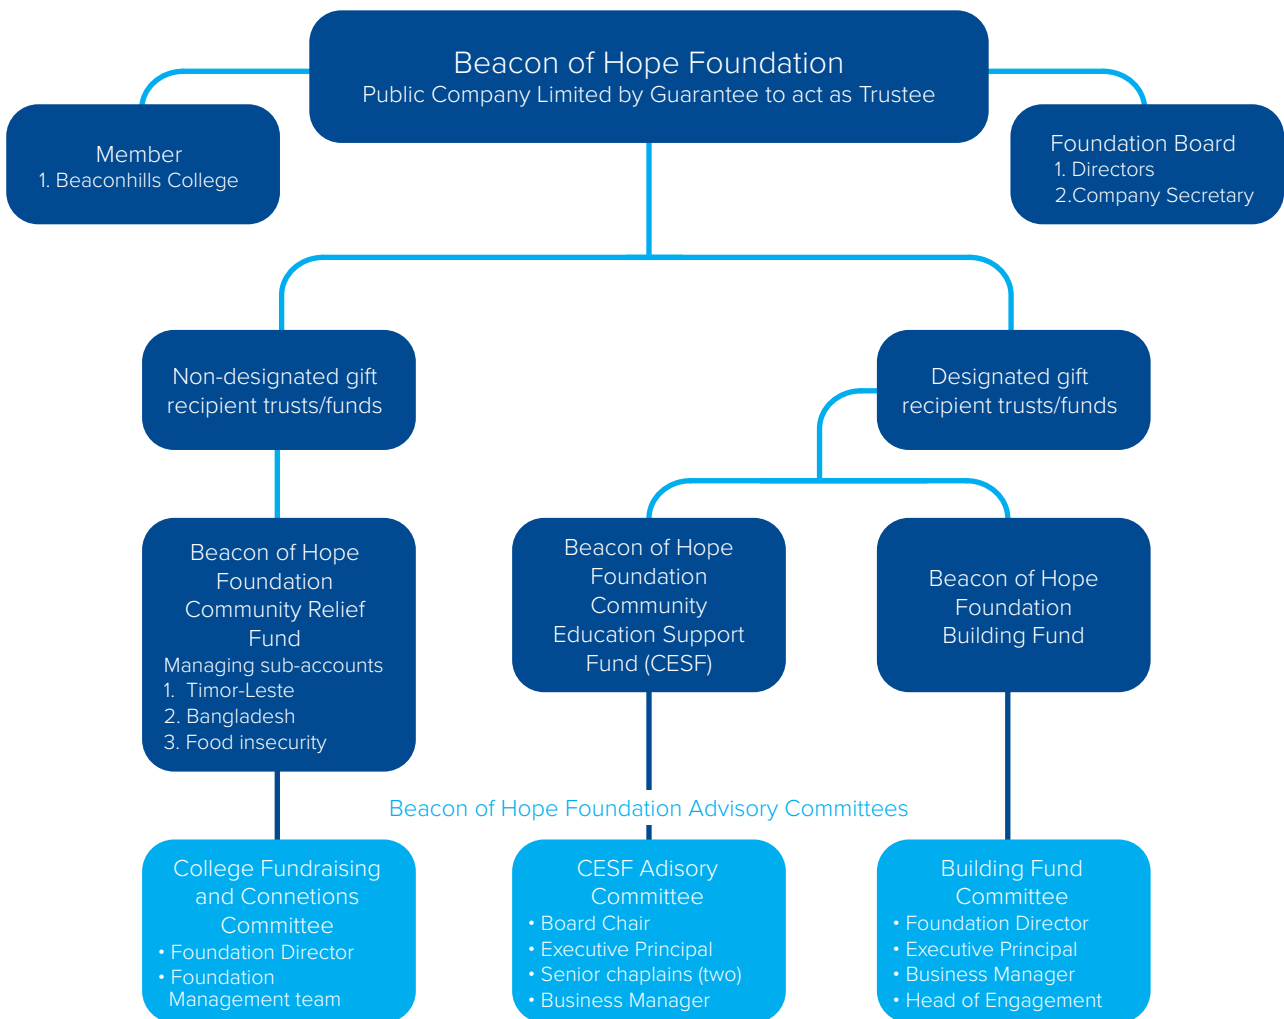 Beacon of Hope Foundation
Public Company Limited by Guarantee to act as Trustee
Member
1. Beaconhills College
Foundation Board
1. Directors
2.Company Secretary
Non-designated gift
recipient trusts/funds
Designated gift
recipient trusts/funds
Beacon of Hope
Foundation
Community Relief
Fund
Managing sub-accounts
1. Timor-Leste
2. Bangladesh
3. Food insecurity
Beacon of Hope
Foundation
Community
Education Support
Fund (CESF)
Beacon of Hope
Foundation
Building Fund
Beacon of Hope Foundation Advisory Committees
College Fundraising
and Connetions
Committee
• Foundation Director
• Foundation
Management team
CESF Adisory
Committee
• Board Chair
• Executive Principal
• Senior chaplains (two)
• Business Manager
Building Fund
Committee
• Foundation Director
• Executive Principal
• Business Manager
• Head of Engagement